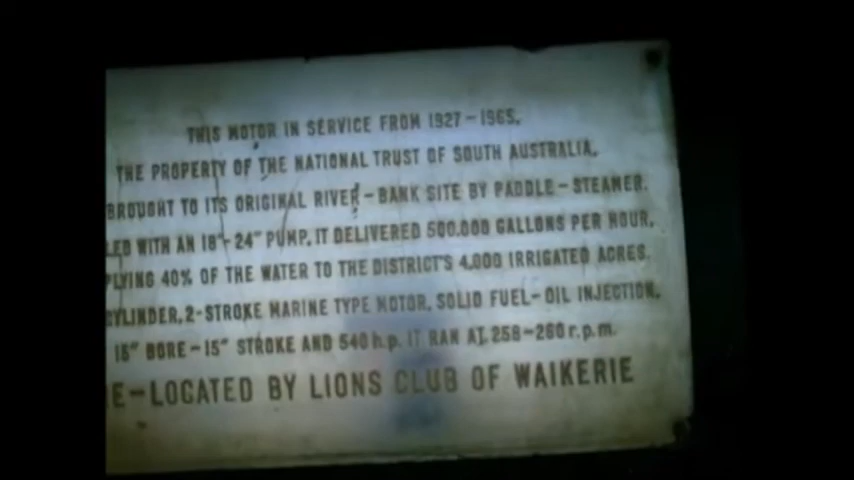 THIS MOTOR IN SERVICE FROM 1927-1965.
THE PROPERTY OF THE NATIONAL TRUST OF SOUTH AUSTRALIA,
BROUGHT TO ITS ORIGINAL RIVER-BANK SITE BY PADDLE-STEAMER.
LED WITH AN 18"-24" PUMP, IT DELIVERED 500,000 GALLONS PER HOUR,
PLYING 40% OF THE WATER TO THE DISTRICT'S 4,000 IRRIGATED ACRES.
CYLINDER, 2-STROKE MARINE TYPE MOTOR, SOLID FUEL-OIL INJECTION,
15" BORE-15" STROKE AND 540 h.p. IT RAN AT 258-260 r.p.m.
E-LOCATED BY LIONS CLUB OF WAIKERIE